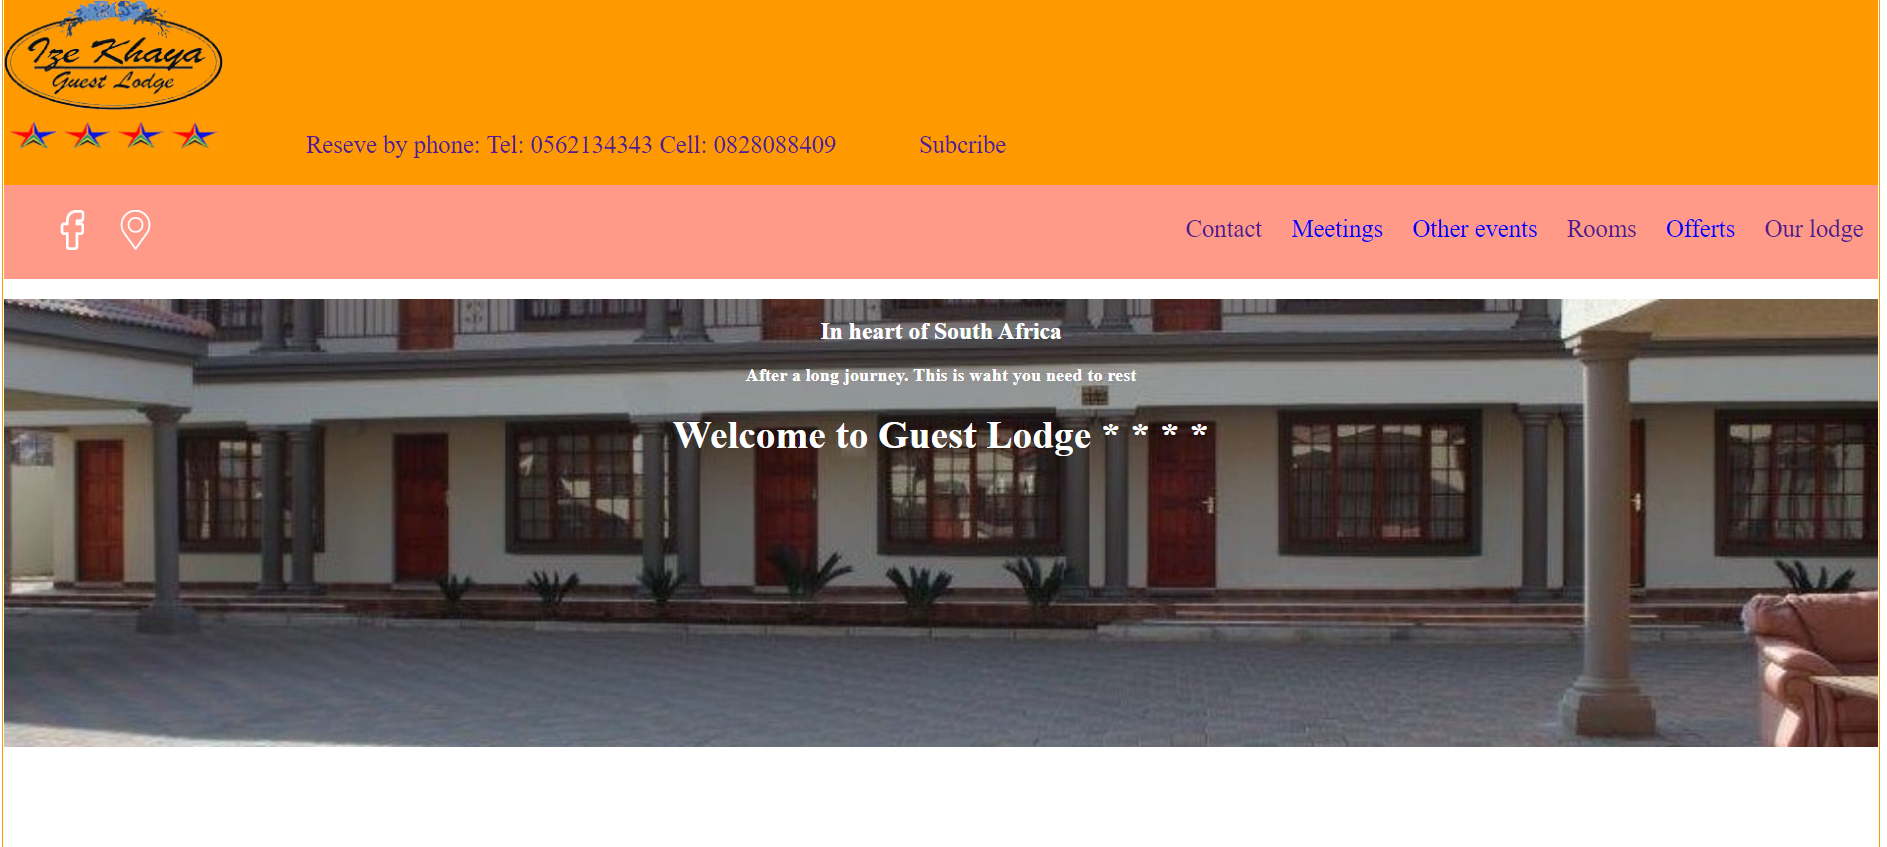 Ize Khaya
Guest Lodge
Reseve by phone: Tel: 0562134343 Cell: 0828088409 Subcribe
Contact Meetings Other events Rooms Offerts Our lodge
In heart of South Africa
After a long journey. This is waht you need to rest
Welcome to Guest Lodge * * * *